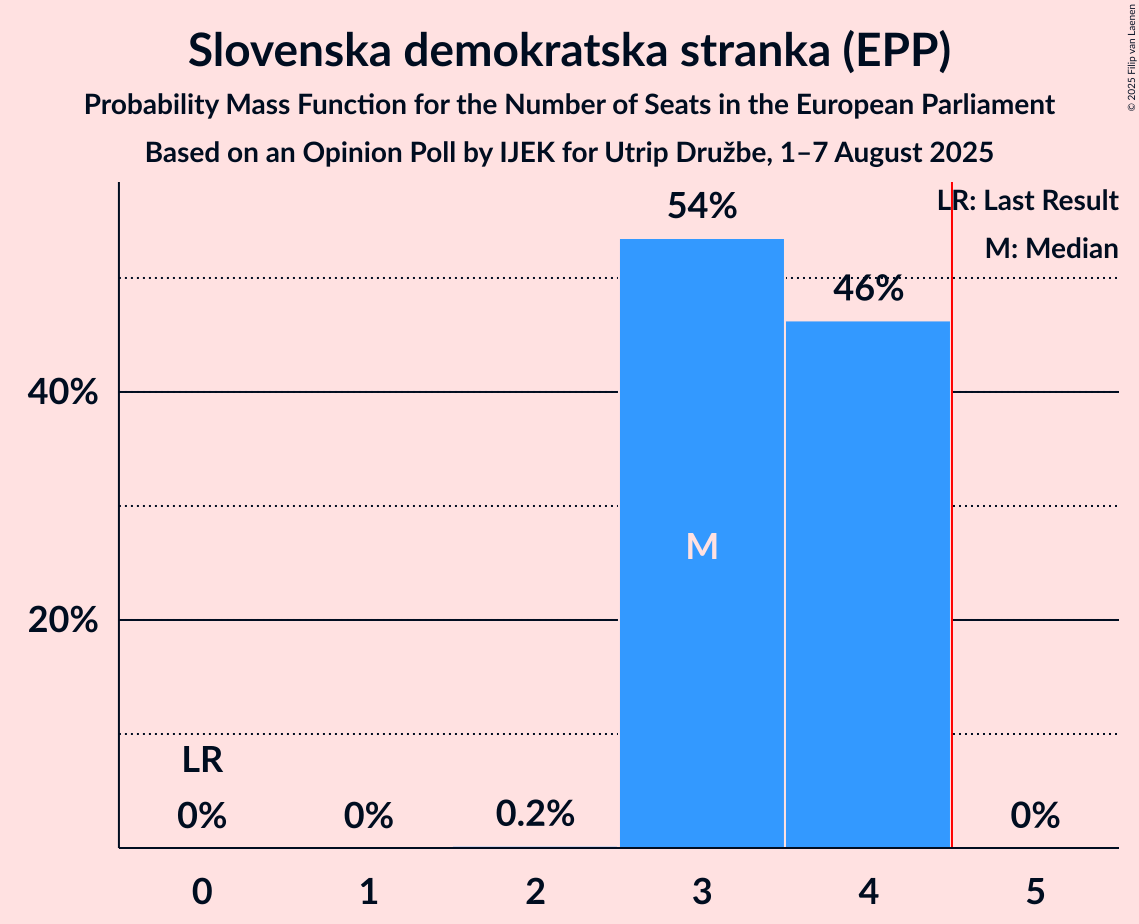 Slovenska demokratska stranka (EPP)
Probability Mass Function for the Number of Seats in the European Parliament
Based on an Opinion Poll by IJEK for Utrip Družbe, 1–7 August 2025
© 2025 Filip van Laenen
LR: Last Result
M: Median
54%
46%
40%
M
20%
LR
0%
0%
0.2%
0%
0
1
2
3
4
5